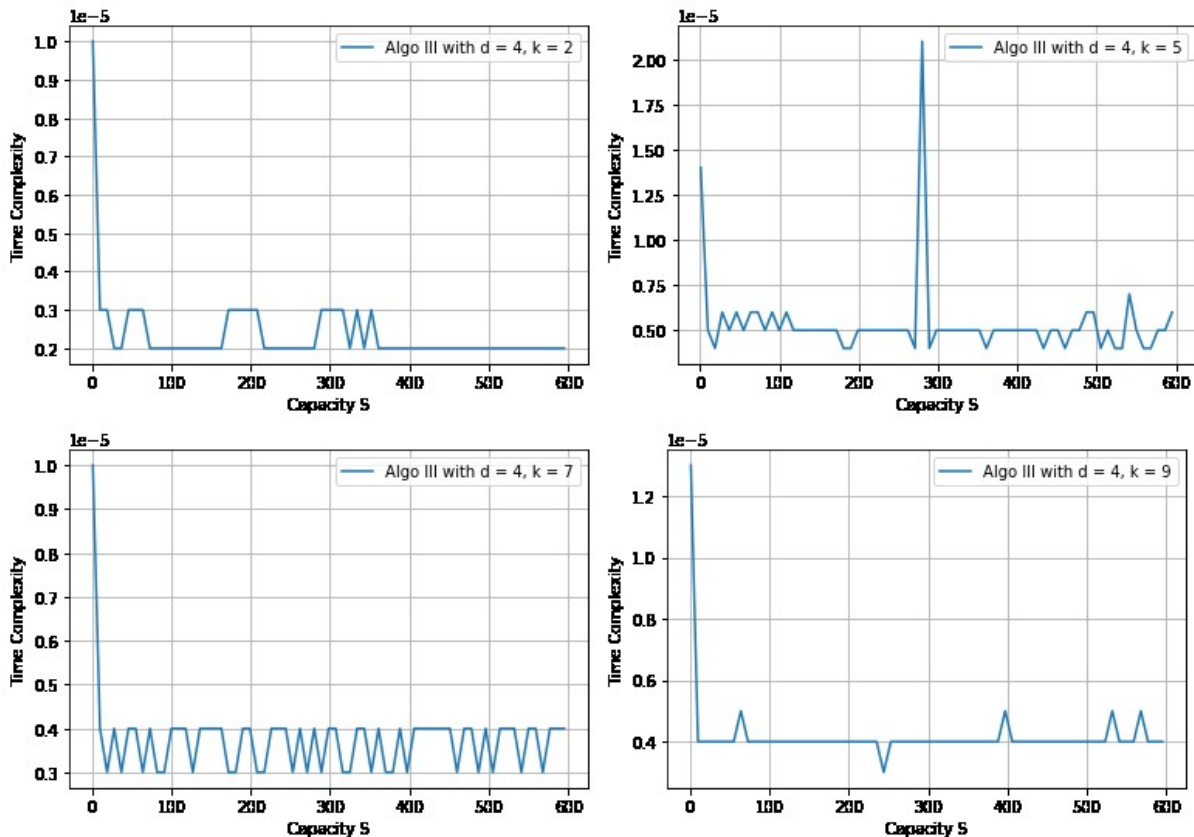 1e−5
Algo III with d = 4, k = 2
1.0
0.9
0.8
0.7
0.6
0.5
0.4
0.3
0.2
Time Complexity
0 100 200 300 400 500 600
Capacity S
1e−5
Algo III with d = 4, k = 5
2.00
1.75
1.50
1.25
1.00
0.75
0.50
Time Complexity
0 100 200 300 400 500 600
Capacity S
1e−5
Algo III with d = 4, k = 7
1.0
0.9
0.8
0.7
0.6
0.5
0.4
0.3
Time Complexity
0 100 200 300 400 500 600
Capacity S
1e−5
Algo III with d = 4, k = 9
1.2
1.0
0.8
0.6
0.4
Time Complexity
0 100 200 300 400 500 600
Capacity S